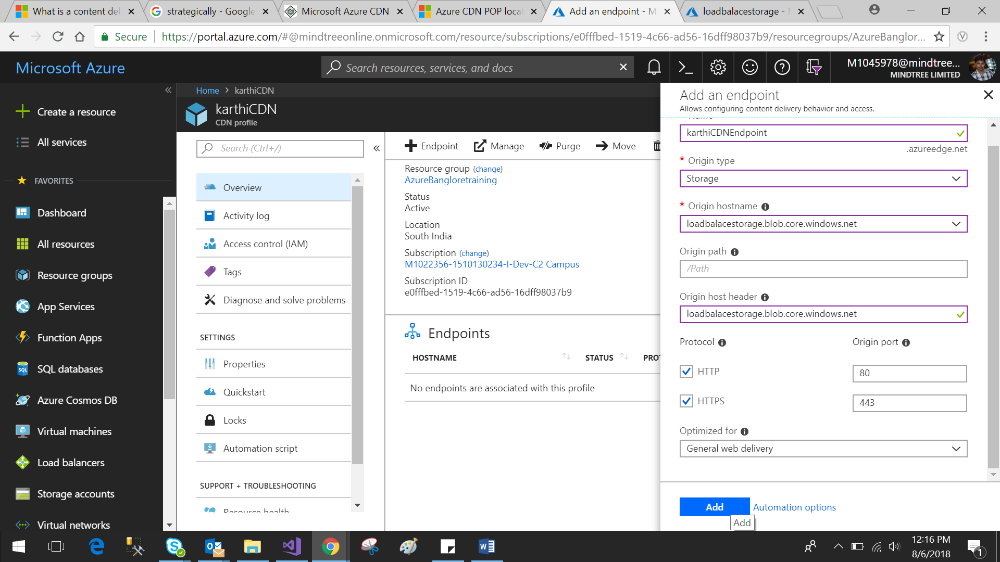 What is a content del
strategically - Google
Microsoft Azure CDN
Azure CDN POP locat
Add an endpoint - M
loadbalacestorage - M
Secure
https://portal.azure.com/#@mindtreeonline.onmicrosoft.com/resource/subscriptions/e0fffbed-1519-4c66-ad56-16dff98037b9/resourcegroups/AzureBanglor...
Microsoft Azure
Search resources, services, and docs
M1045978@mindtree...
MINDTREE LIMITED
Create a resource
All services
FAVORITES
Dashboard
All resources
Resource groups
App Services
Function Apps
SQL databases
Azure Cosmos DB
Virtual machines
Load balancers
Storage accounts
Virtual networks
Home > karthiCDN
karthiCDN
CDN profile
Search (Ctrl+/)
Overview
Activity log
Access control (IAM)
Tags
Diagnose and solve problems
SETTINGS
Properties
Quickstart
Locks
Automation script
SUPPORT + TROUBLESHOOTING
Resource health
Endpoint
Manage
Purge
Move
Resource group (change)
AzureBangloretraining
Status
Active
Location
South India
Subscription (change)
M1022356-1510130234-I-Dev-C2 Campus
Subscription ID
e0fffbed-1519-4c66-ad56-16dff98037b9
Endpoints
HOSTNAME
STATUS
PROT
No endpoints are associated with this profile
Add an endpoint
Allows configuring content delivery behavior and access.
karthiCDNEndpoint
.azureedge.net
* Origin type
Storage
* Origin hostname
loadbalacestorage.blob.core.windows.net
Origin path
/Path
Origin host header
loadbalacestorage.blob.core.windows.net
Protocol
Origin port
HTTP
80
HTTPS
443
Optimized for
General web delivery
Add
Automation options
Add
12:16 PM
8/6/2018
1